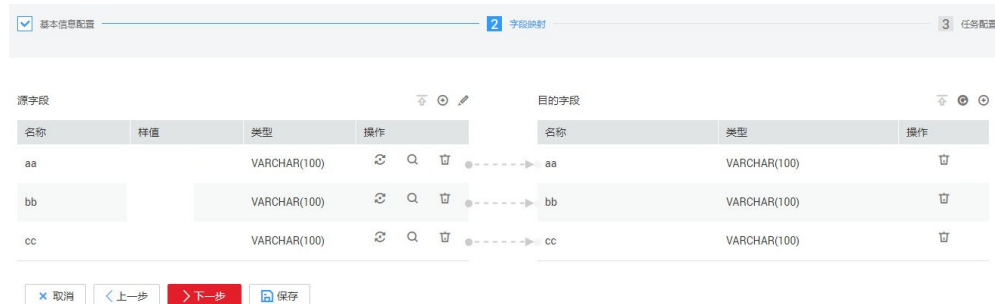 基本信息配置 2 字段映射 3 任务配置
源字段 目的字段
名称 样值 类型 操作 名称 类型 操作
aa VARCHAR(100) aa VARCHAR(100)
bb VARCHAR(100) bb VARCHAR(100)
cc VARCHAR(100) cc VARCHAR(100)
取消 上一步 下一步 保存